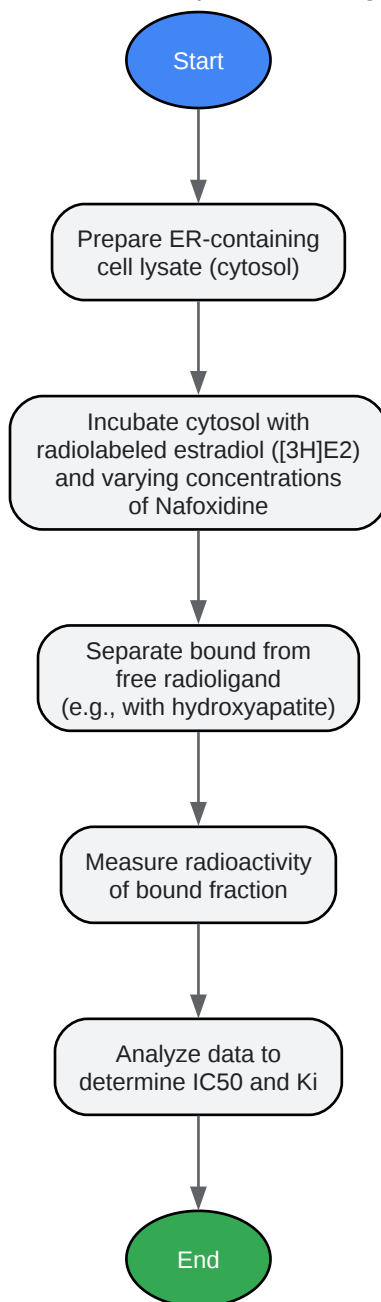 Start
Prepare ER-containing
cell lysate (cytosol)
Incubate cytosol with
radiolabeled estradiol ([3H]E2)
and varying concentrations
of Nafoxidine
Separate bound from
free radioligand
(e.g., with hydroxyapatite)
Measure radioactivity
of bound fraction
Analyze data to
determine IC50 and Ki
End